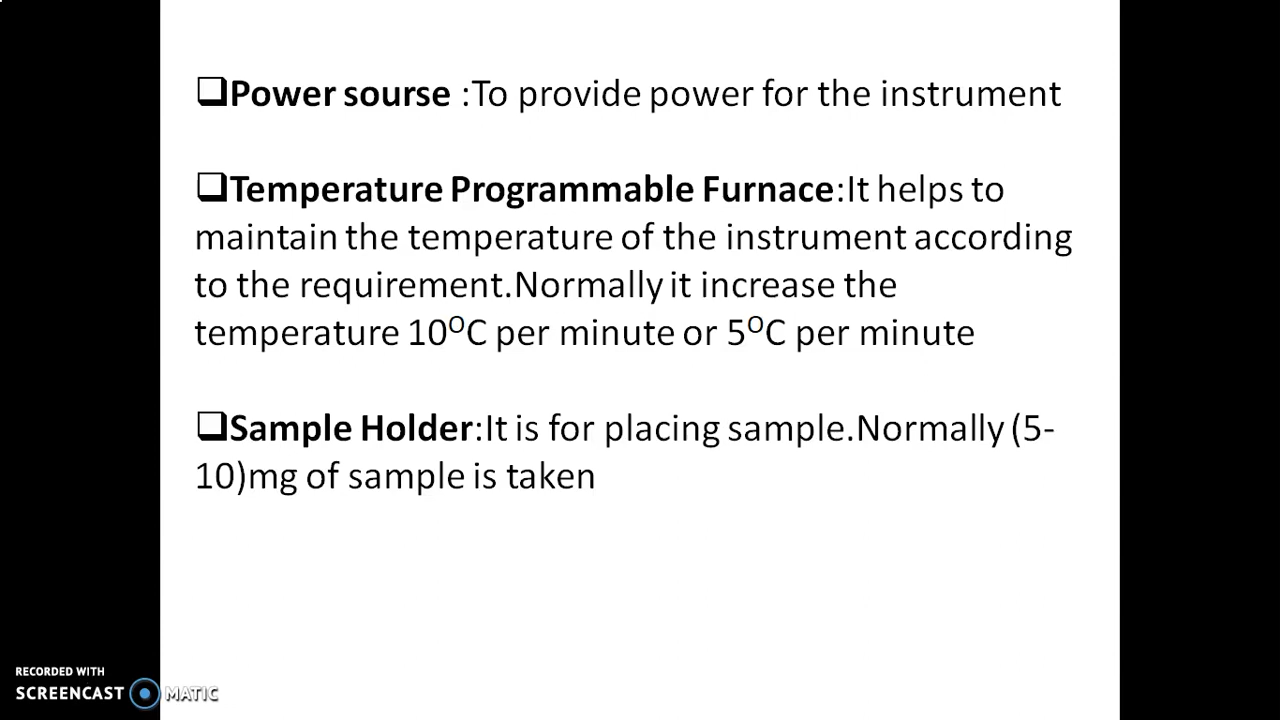 ❑Power sourse :To provide power for the instrument
❑Temperature Programmable Furnace:It helps to
maintain the temperature of the instrument according
to the requirement.Normally it increase the
temperature 10ᴼC per minute or 5ᴼC per minute
❑Sample Holder:It is for placing sample.Normally (5-
10)mg of sample is taken
RECORDED WITH
SCREENCAST MATIC